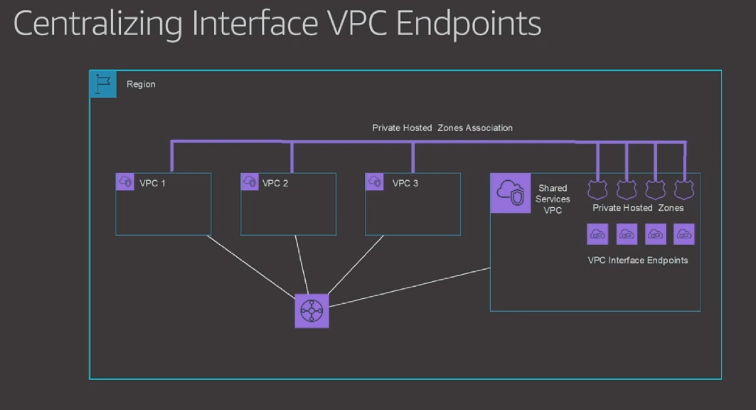 Centralizing Interface VPC Endpoints
Region
Private Hosted Zones Association
VPC 1
VPC 2
VPC 3
Shared
Services
VPC
Private Hosted Zones
VPC Interface Endpoints